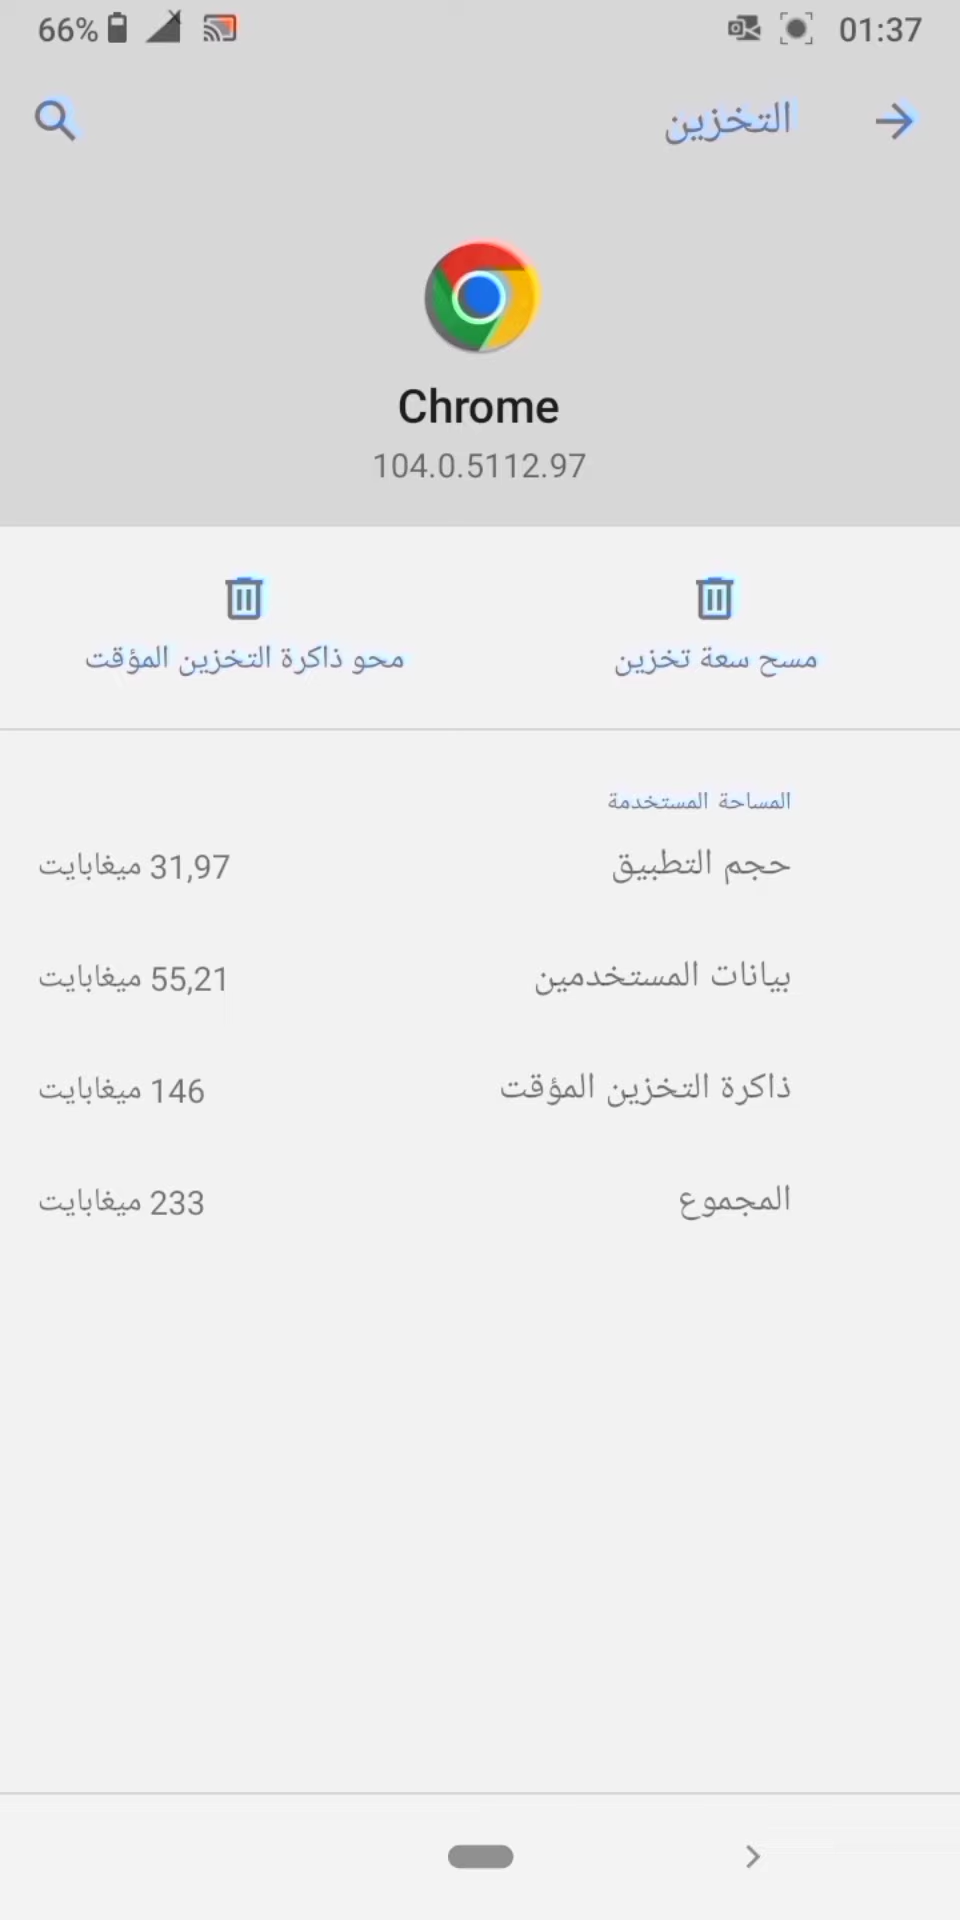 66% 01:37
التخزين
Chrome
104.0.5112.97
مسح سعة تخزين
محو ذاكرة التخزين المؤقت
المساحة المستخدمة
حجم التطبيق 31,97 ميغابايت
بيانات المستخدمين 55,21 ميغابايت
ذاكرة التخزين المؤقت 146 ميغابايت
المجموع 233 ميغابايت